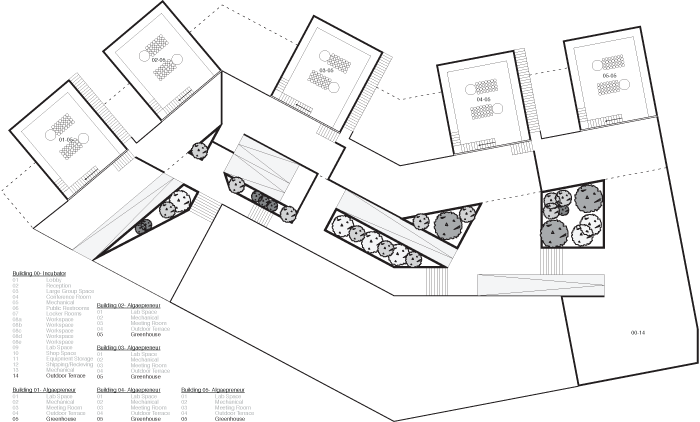 02-05
03-05
05-05
04-05
01-05
00-14
Building 00- Incubator
01 Lobby
02 Reception
03 Large Group Space
04 Conference Room
05 Mechanical
06 Public Restrooms
07 Locker Rooms
08a Workspace
08b Workspace
08c Workspace
08d Workspace
08e Workspace
09 Lab Space
10 Shop Space
11 Equipment Storage
12 Shipping/Recieving
13 Mechanical
14 Outdoor Terrace
Building 02- Algaepreneur
01 Lab Space
02 Mechanical
03 Meeting Room
04 Outdoor Terrace
05 Greenhouse
Building 03- Algaepreneur
01 Lab Space
02 Mechanical
03 Meeting Room
04 Outdoor Terrace
05 Greenhouse
Building 01- Algaepreneur
01 Lab Space
02 Mechanical
03 Meeting Room
04 Outdoor Terrace
05 Greenhouse
Building 04- Algaepreneur
01 Lab Space
02 Mechanical
03 Meeting Room
04 Outdoor Terrace
05 Greenhouse
Building 05- Algaepreneur
01 Lab Space
02 Mechanical
03 Meeting Room
04 Outdoor Terrace
05 Greenhouse